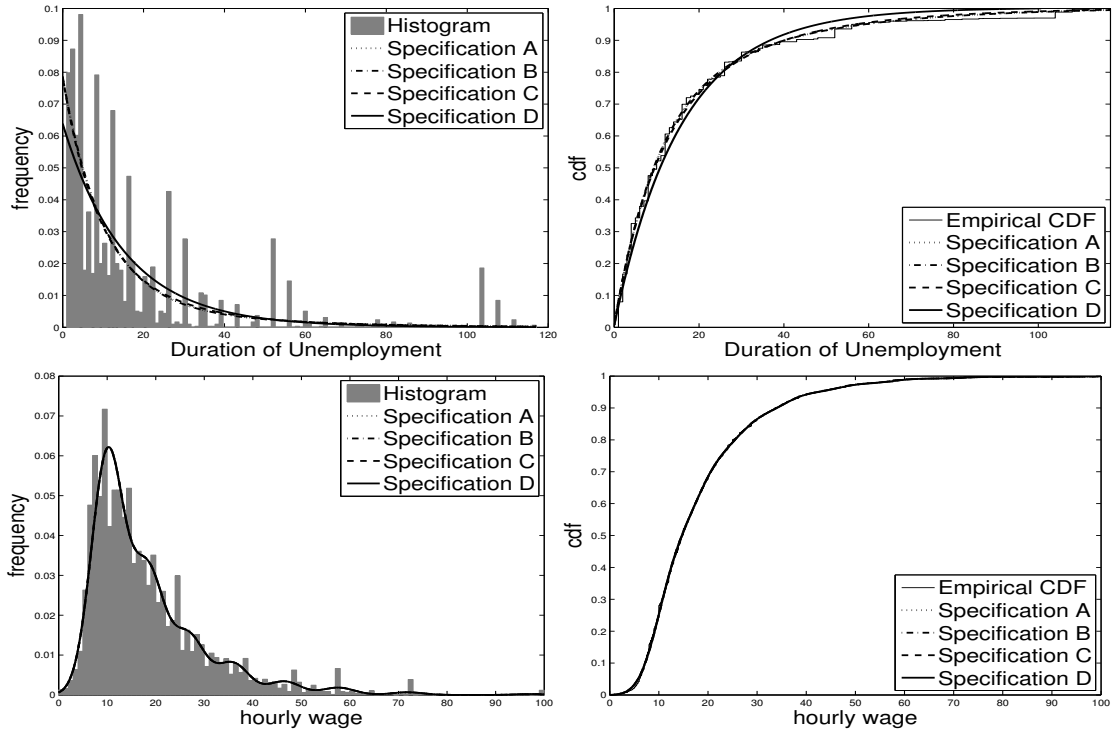 0.1
0.09
0.08
0.07
0.06
0.05
0.04
0.03
0.02
0.01
0
frequency
0 20 40 60 80 100 120
Duration of Unemployment
Histogram
Specification A
Specification B
Specification C
Specification D
1
0.9
0.8
0.7
0.6
0.5
0.4
0.3
0.2
0.1
0
cdf
0 20 40 60 80 100
Duration of Unemployment
Empirical CDF
Specification A
Specification B
Specification C
Specification D
0.08
0.07
0.06
0.05
0.04
0.03
0.02
0.01
0
frequency
0 10 20 30 40 50 60 70 80 90 100
hourly wage
Histogram
Specification A
Specification B
Specification C
Specification D
1
0.9
0.8
0.7
0.6
0.5
0.4
0.3
0.2
0.1
0
cdf
0 10 20 30 40 50 60 70 80 90 100
hourly wage
Empirical CDF
Specification A
Specification B
Specification C
Specification D